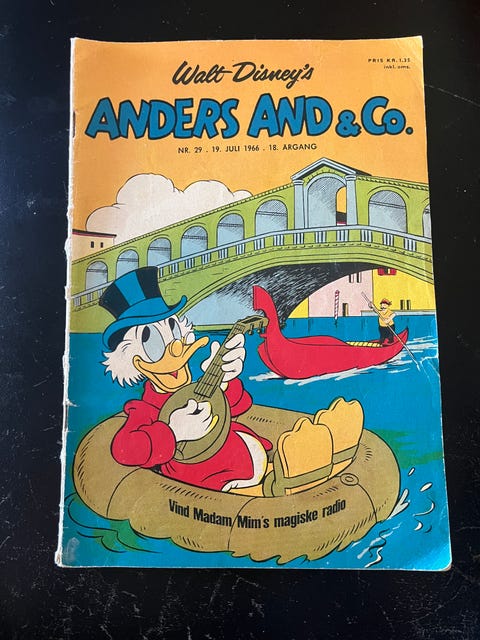 PRIS KR. 1.35
inkl. oms.
Walt Disney's
ANDERS AND & Co.
NR. 29 . 19. JULI 1966 . 18. ARGANG
Vind Madam Mim's magiske radio